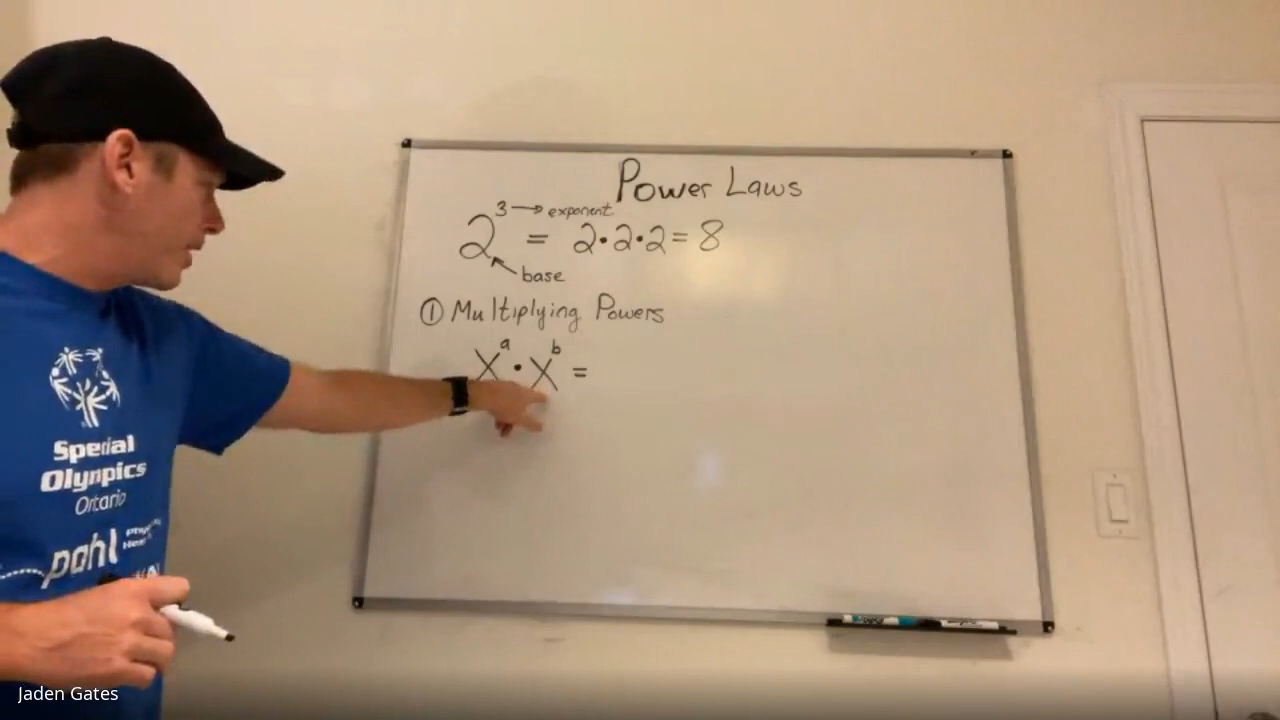 Power Laws
2³ → exponent = 2•2•2 = 8
base
① Multiplying Powers
xᵃ • xᵇ =
Special
Olympics
Ontario
pahl
Jaden Gates